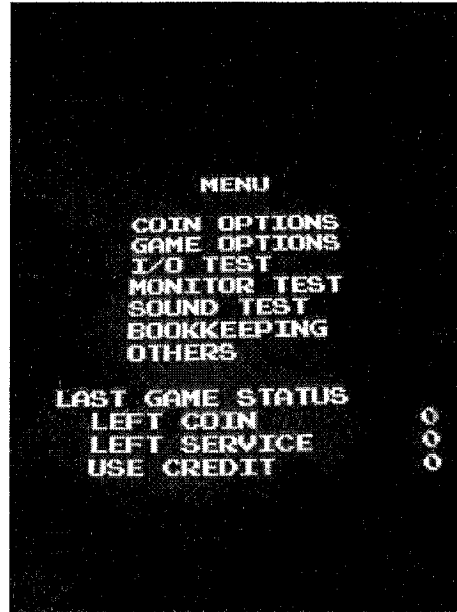 MENU
COIN OPTIONS
GAME OPTIONS
I/O TEST
MONITOR TEST
SOUND TEST
BOOKKEEPING
OTHERS
LAST GAME STATUS
LEFT COIN 0
LEFT SERVICE 0
USE CREDIT 0